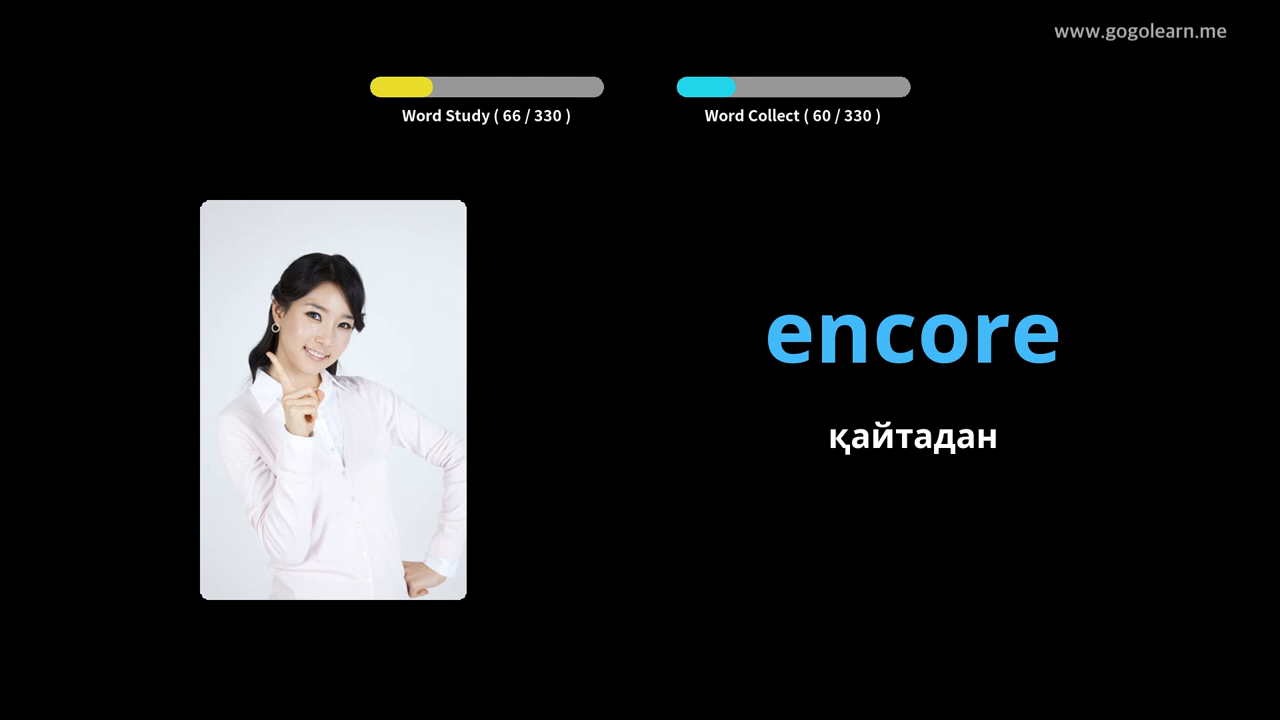 www.gogolearn.me
Word Study ( 66 / 330 )
Word Collect ( 60 / 330 )
encore
қайтадан